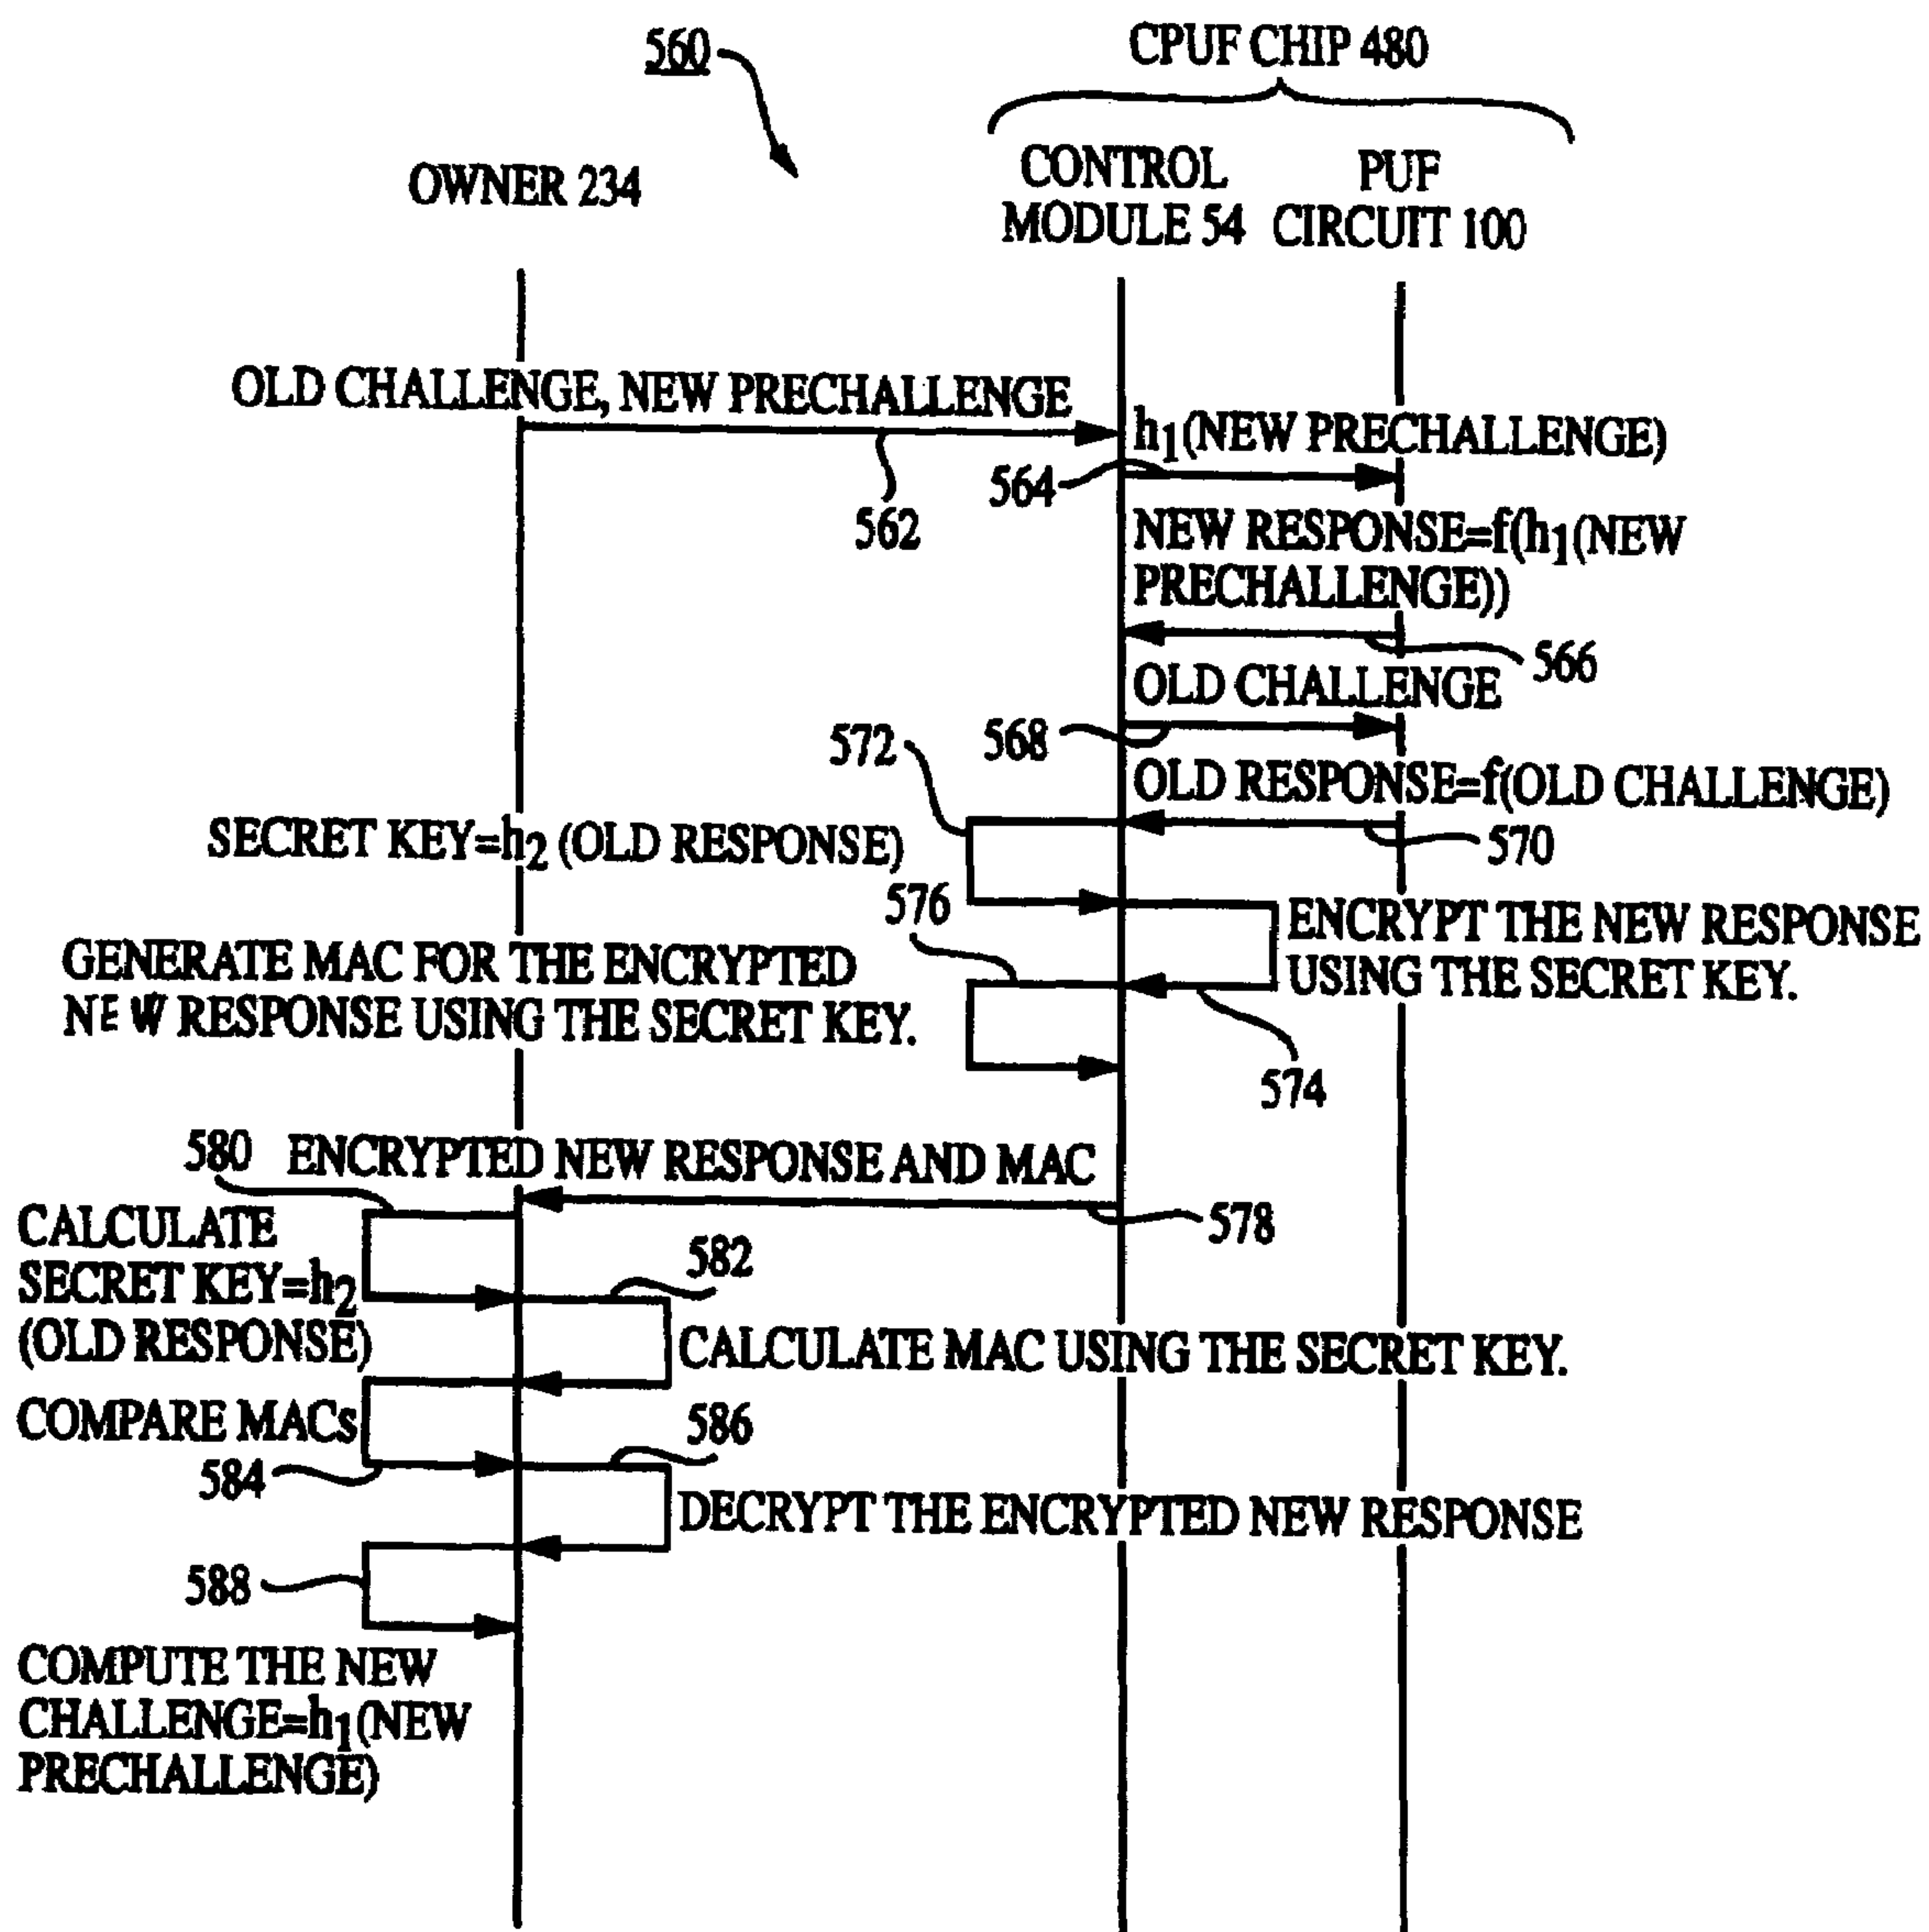 560
CPUF CHIP 480
OWNER 234
CONTROL
MODULE 54
PUF
CIRCUIT 100
OLD CHALLENGE, NEW PRECHALLENGE
562
h1(NEW PRECHALLENGE)
564
NEW RESPONSE=f(h1(NEW
PRECHALLENGE))
566
OLD CHALLENGE
568
OLD RESPONSE=f(OLD CHALLENGE)
570
572
SECRET KEY=h2 (OLD RESPONSE)
ENCRYPT THE NEW RESPONSE
USING THE SECRET KEY.
574
576
GENERATE MAC FOR THE ENCRYPTED
NEW RESPONSE USING THE SECRET KEY.
ENCRYPTED NEW RESPONSE AND MAC
578
580
CALCULATE
SECRET KEY=h2
(OLD RESPONSE)
582
CALCULATE MAC USING THE SECRET KEY.
COMPARE MACs
584
586
DECRYPT THE ENCRYPTED NEW RESPONSE
588
COMPUTE THE NEW
CHALLENGE=h1(NEW
PRECHALLENGE)